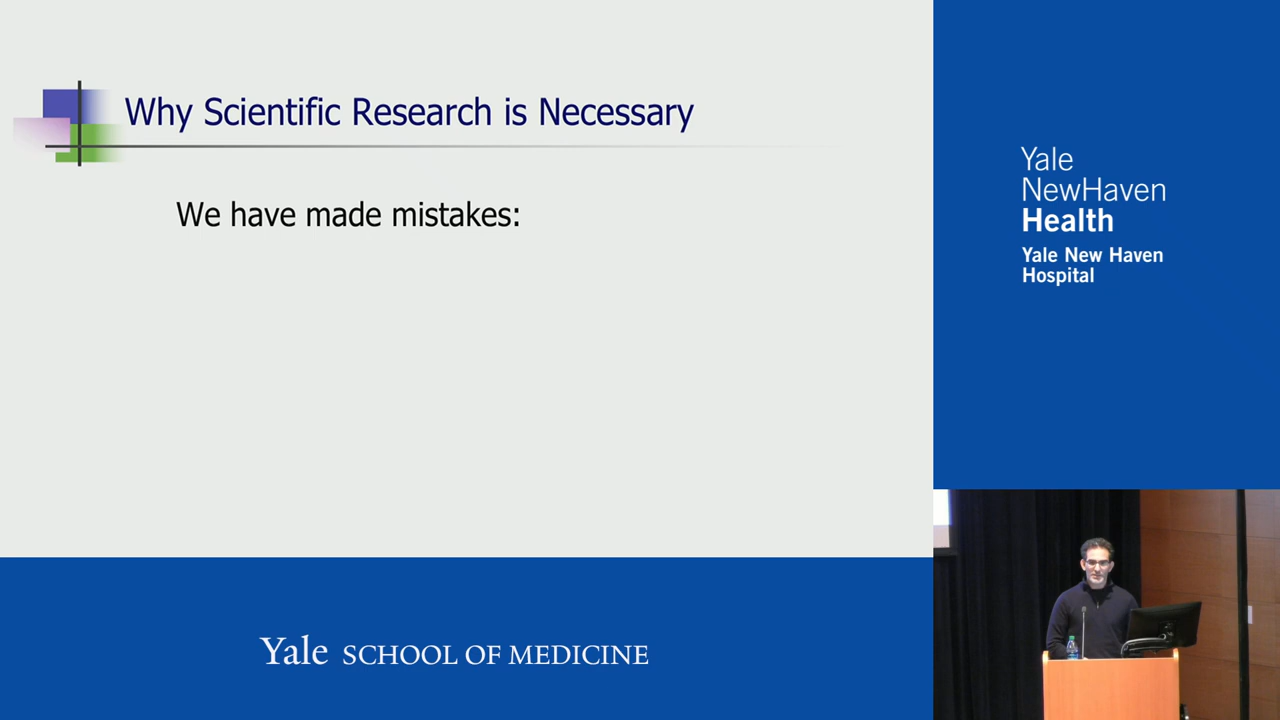 Why Scientific Research is Necessary
We have made mistakes:
Yale
NewHaven
Health
Yale New Haven
Hospital
Yale SCHOOL OF MEDICINE